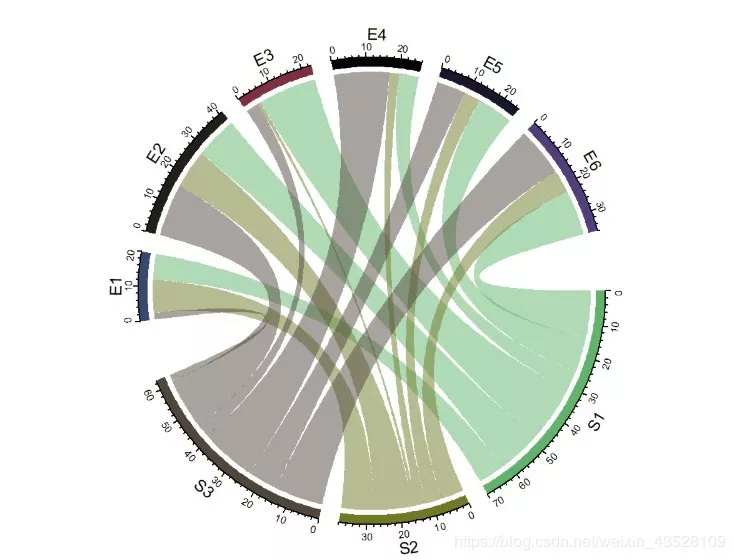 E4
0 10 20
E3
0 10 20
E5
0 10 20
E2
0 10 20 30 40
E6
0 10 20 30
E1
0 10 20
S1
0 10 20 30 40 50 60 70
S3
0 10 20 30 40 50 60
S2
0 10 20 30
https://blog.csdn.net/weixin_43528109